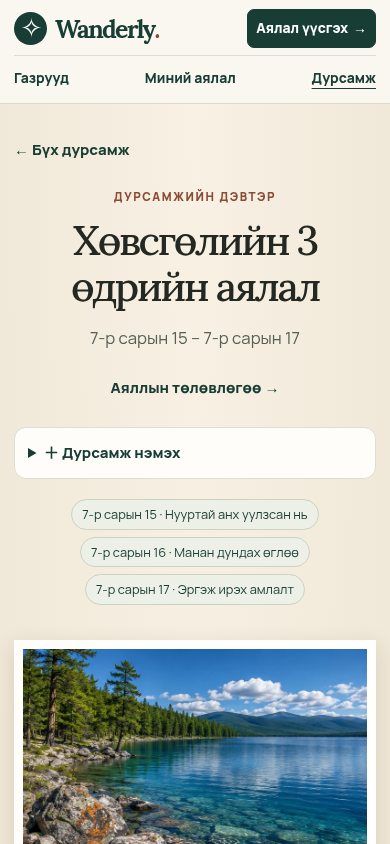 Wanderly.
Аялал үүсгэх →
Газрууд
Миний аялал
Дурсамж
← Бүх дурсамж
ДУРСАМЖИЙН ДЭВТЭР
Хөвсгөлийн 3
өдрийн аялал
7-р сарын 15 – 7-р сарын 17
Аяллын төлөвлөгөө →
+ Дурсамж нэмэх
7-р сарын 15 · Нууртай анх уулзсан нь
7-р сарын 16 · Манан дундах өглөө
7-р сарын 17 · Эргэж ирэх амлалт